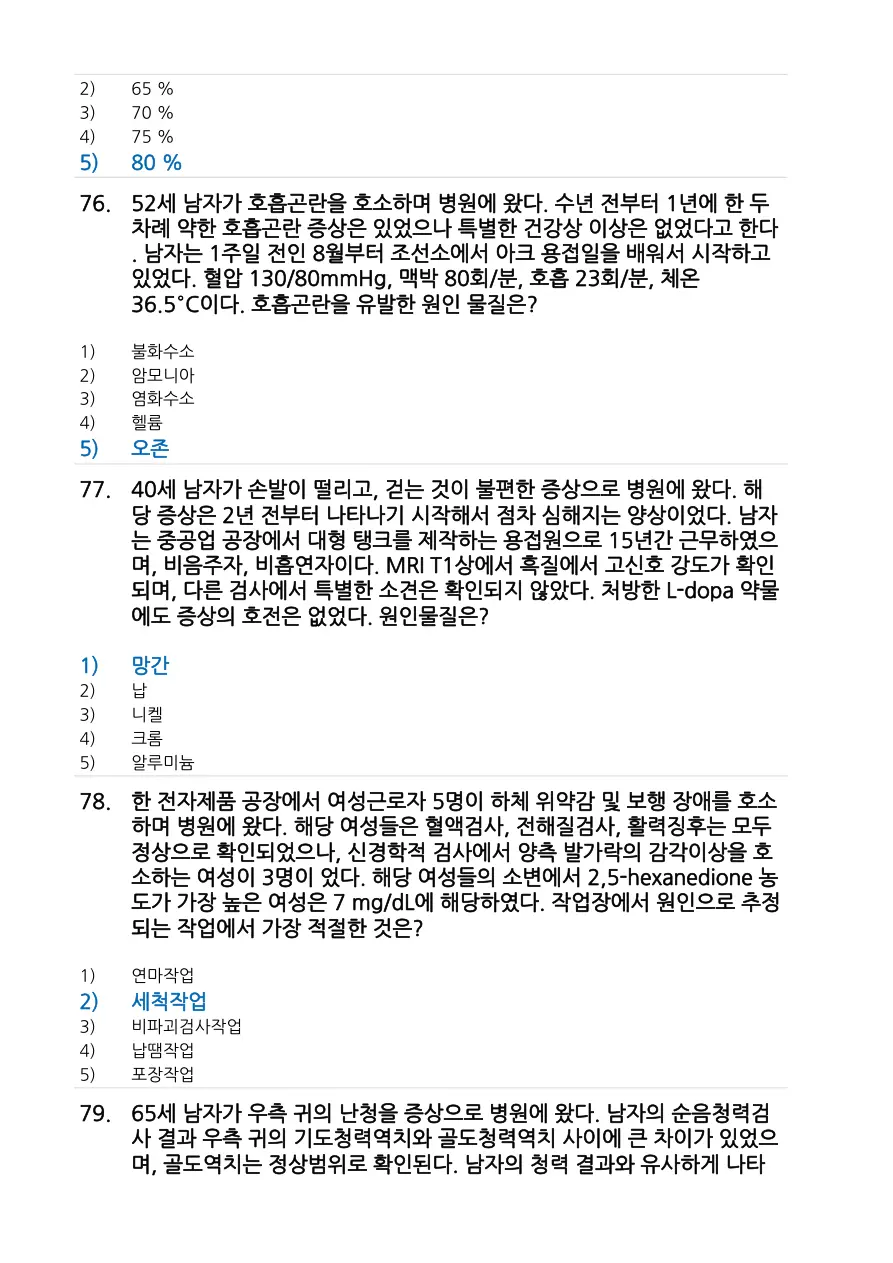 2) 65 %
3) 70 %
4) 75 %
5) 80 %
76. 52세 남자가 호흡곤란을 호소하며 병원에 왔다. 수년 전부터 1년에 한 두
차례 약한 호흡곤란 증상은 있었으나 특별한 건강상 이상은 없었다고 한다
. 남자는 1주일 전인 8월부터 조선소에서 아크 용접일을 배워서 시작하고
있었다. 혈압 130/80mmHg, 맥박 80회/분, 호흡 23회/분, 체온
36.5°C이다. 호흡곤란을 유발한 원인 물질은?
1) 불화수소
2) 암모니아
3) 염화수소
4) 헬륨
5) 오존
77. 40세 남자가 손발이 떨리고, 걷는 것이 불편한 증상으로 병원에 왔다. 해
당 증상은 2년 전부터 나타나기 시작해서 점차 심해지는 양상이었다. 남자
는 중공업 공장에서 대형 탱크를 제작하는 용접원으로 15년간 근무하였으
며, 비음주자, 비흡연자이다. MRI T1상에서 흑질에서 고신호 강도가 확인
되며, 다른 검사에서 특별한 소견은 확인되지 않았다. 처방한 L-dopa 약물
에도 증상의 호전은 없었다. 원인물질은?
1) 망간
2) 납
3) 니켈
4) 크롬
5) 알루미늄
78. 한 전자제품 공장에서 여성근로자 5명이 하체 위약감 및 보행 장애를 호소
하며 병원에 왔다. 해당 여성들은 혈액검사, 전해질검사, 활력징후는 모두
정상으로 확인되었으나, 신경학적 검사에서 양측 발가락의 감각이상을 호
소하는 여성이 3명이 었다. 해당 여성들의 소변에서 2,5-hexanedione 농
도가 가장 높은 여성은 7 mg/dL에 해당하였다. 작업장에서 원인으로 추정
되는 작업에서 가장 적절한 것은?
1) 연마작업
2) 세척작업
3) 비파괴검사작업
4) 납땜작업
5) 포장작업
79. 65세 남자가 우측 귀의 난청을 증상으로 병원에 왔다. 남자의 순음청력검
사 결과 우측 귀의 기도청력역치와 골도청력역치 사이에 큰 차이가 있었으
며, 골도역치는 정상범위로 확인된다. 남자의 청력 결과와 유사하게 나타